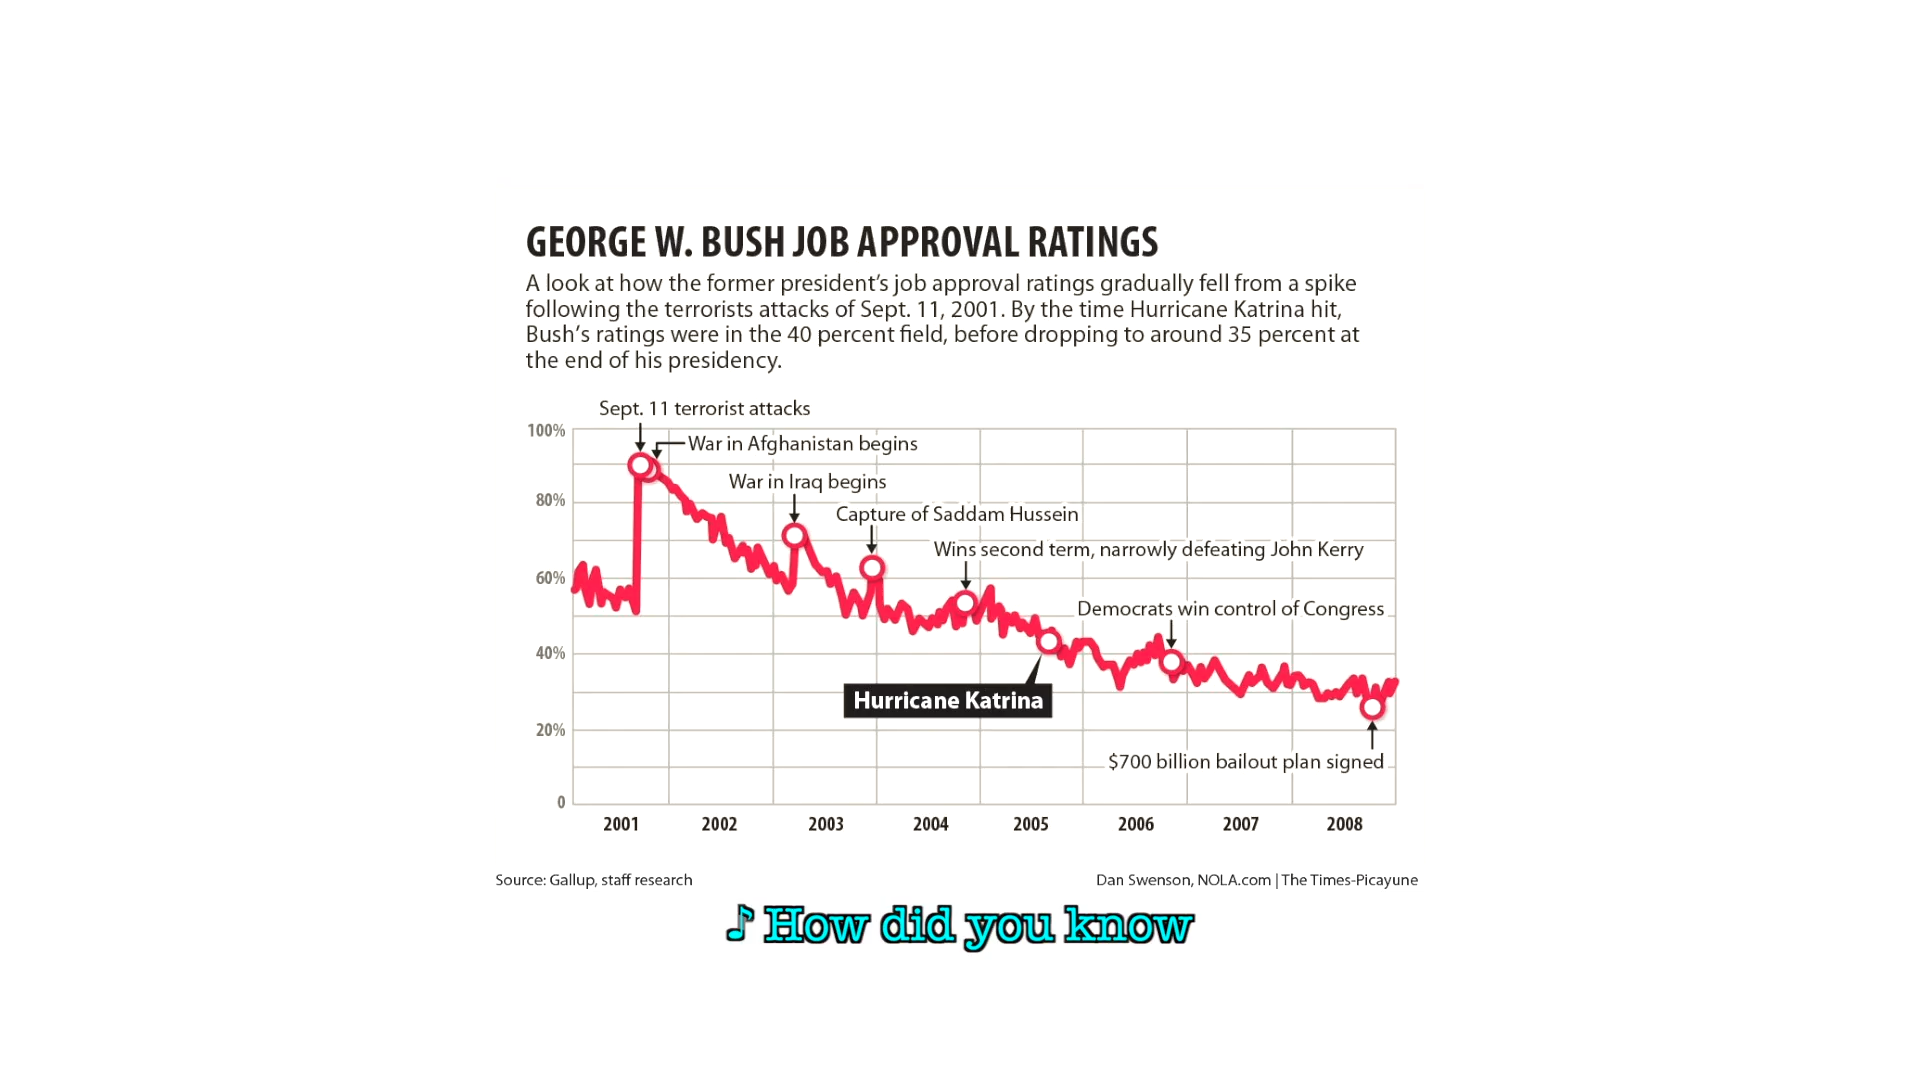 GEORGE W. BUSH JOB APPROVAL RATINGS
A look at how the former president's job approval ratings gradually fell from a spike
following the terrorists attacks of Sept. 11, 2001. By the time Hurricane Katrina hit,
Bush's ratings were in the 40 percent field, before dropping to around 35 percent at
the end of his presidency.
Sept. 11 terrorist attacks
100%
War in Afghanistan begins
War in Iraq begins
80%
Capture of Saddam Hussein
Wins second term, narrowly defeating John Kerry
60%
Democrats win control of Congress
40%
Hurricane Katrina
20%
$700 billion bailout plan signed
0
2001 2002 2003 2004 2005 2006 2007 2008
Source: Gallup, staff research
Dan Swenson, NOLA.com | The Times-Picayune
♪ How did you know